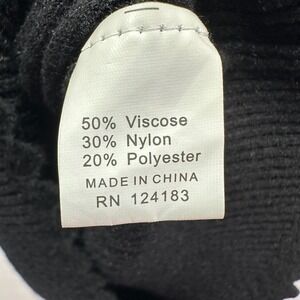 50% Viscose
30% Nylon
20% Polyester
MADE IN CHINA
RN 124183